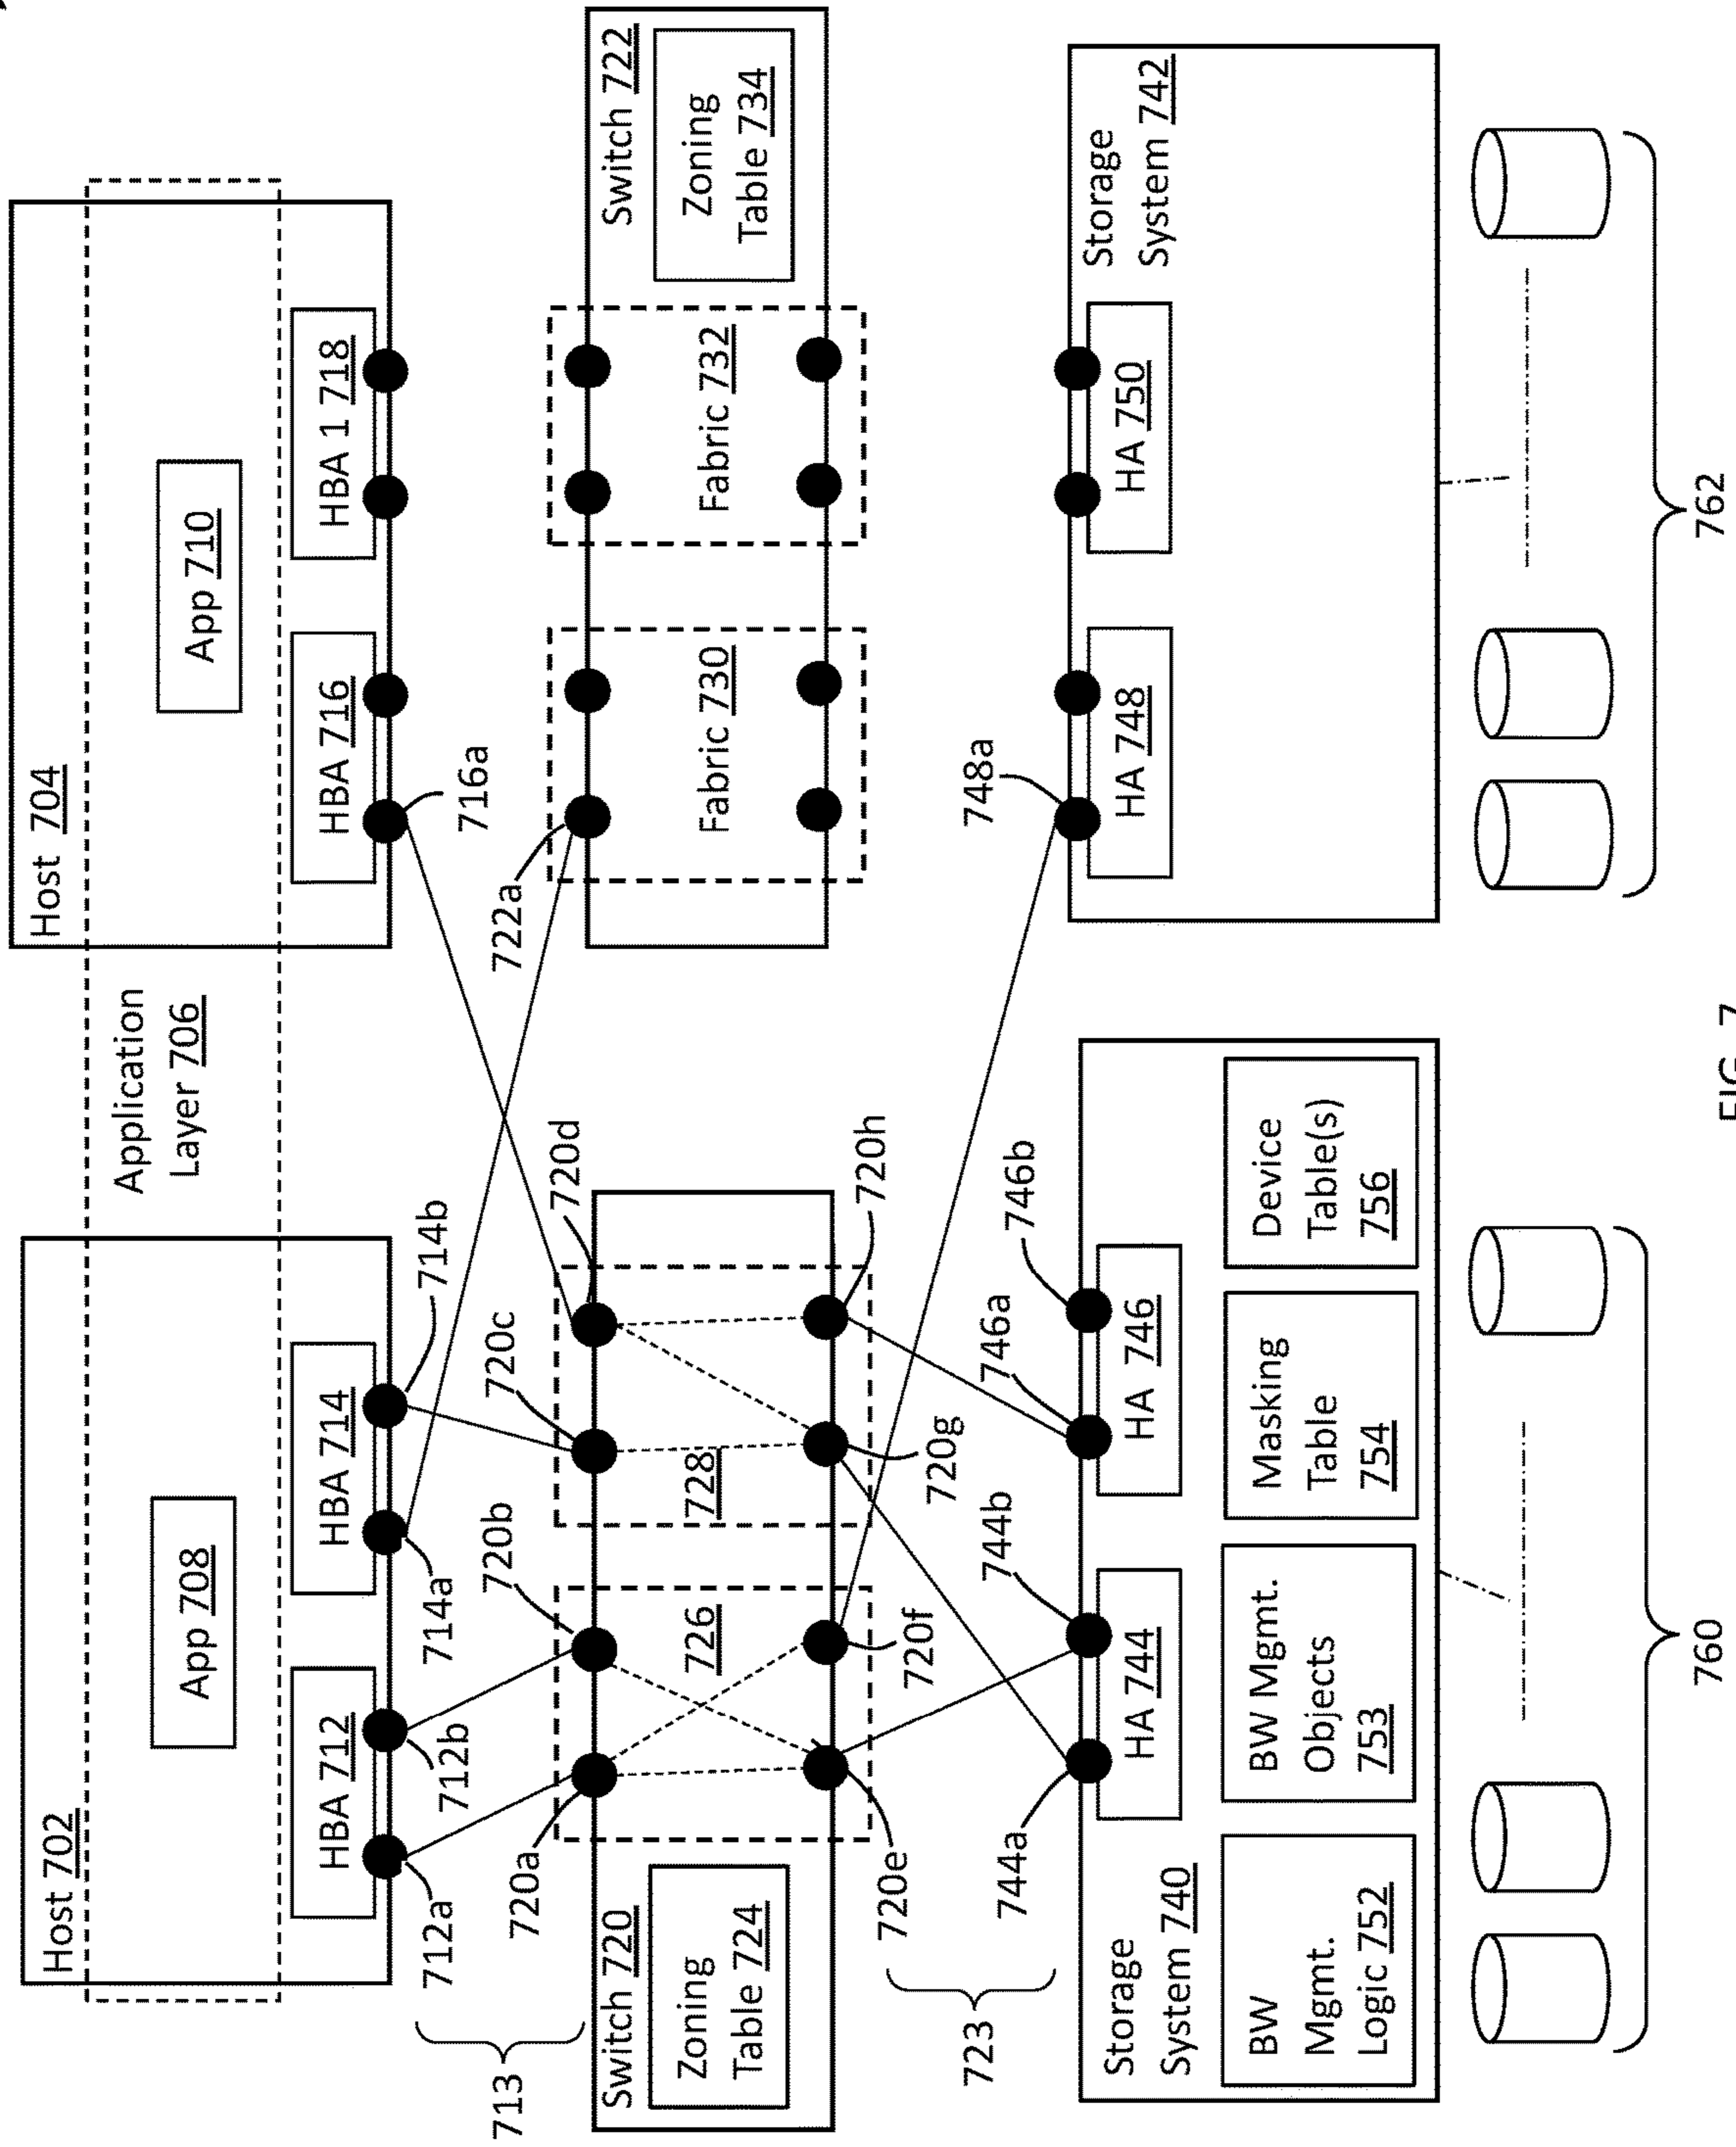 Host 702
Host 704
Application
Layer 706
App 708
App 710
HBA 712
HBA 714
HBA 716
HBA 1 718
712a
712b
714a
714b
716a
713
720a
720b
720c
720d
722a
Switch 720
Zoning
Table 724
726
728
Fabric 730
Fabric 732
Switch 722
Zoning
Table 734
720e
720f
720g
720h
723
744a
744b
746a
746b
748a
Storage
System 740
HA 744
HA 746
BW
Mgmt.
Logic 752
BW Mgmt.
Objects
753
Masking
Table
754
Device
Table(s)
756
HA 748
HA 750
Storage
System 742
760
762